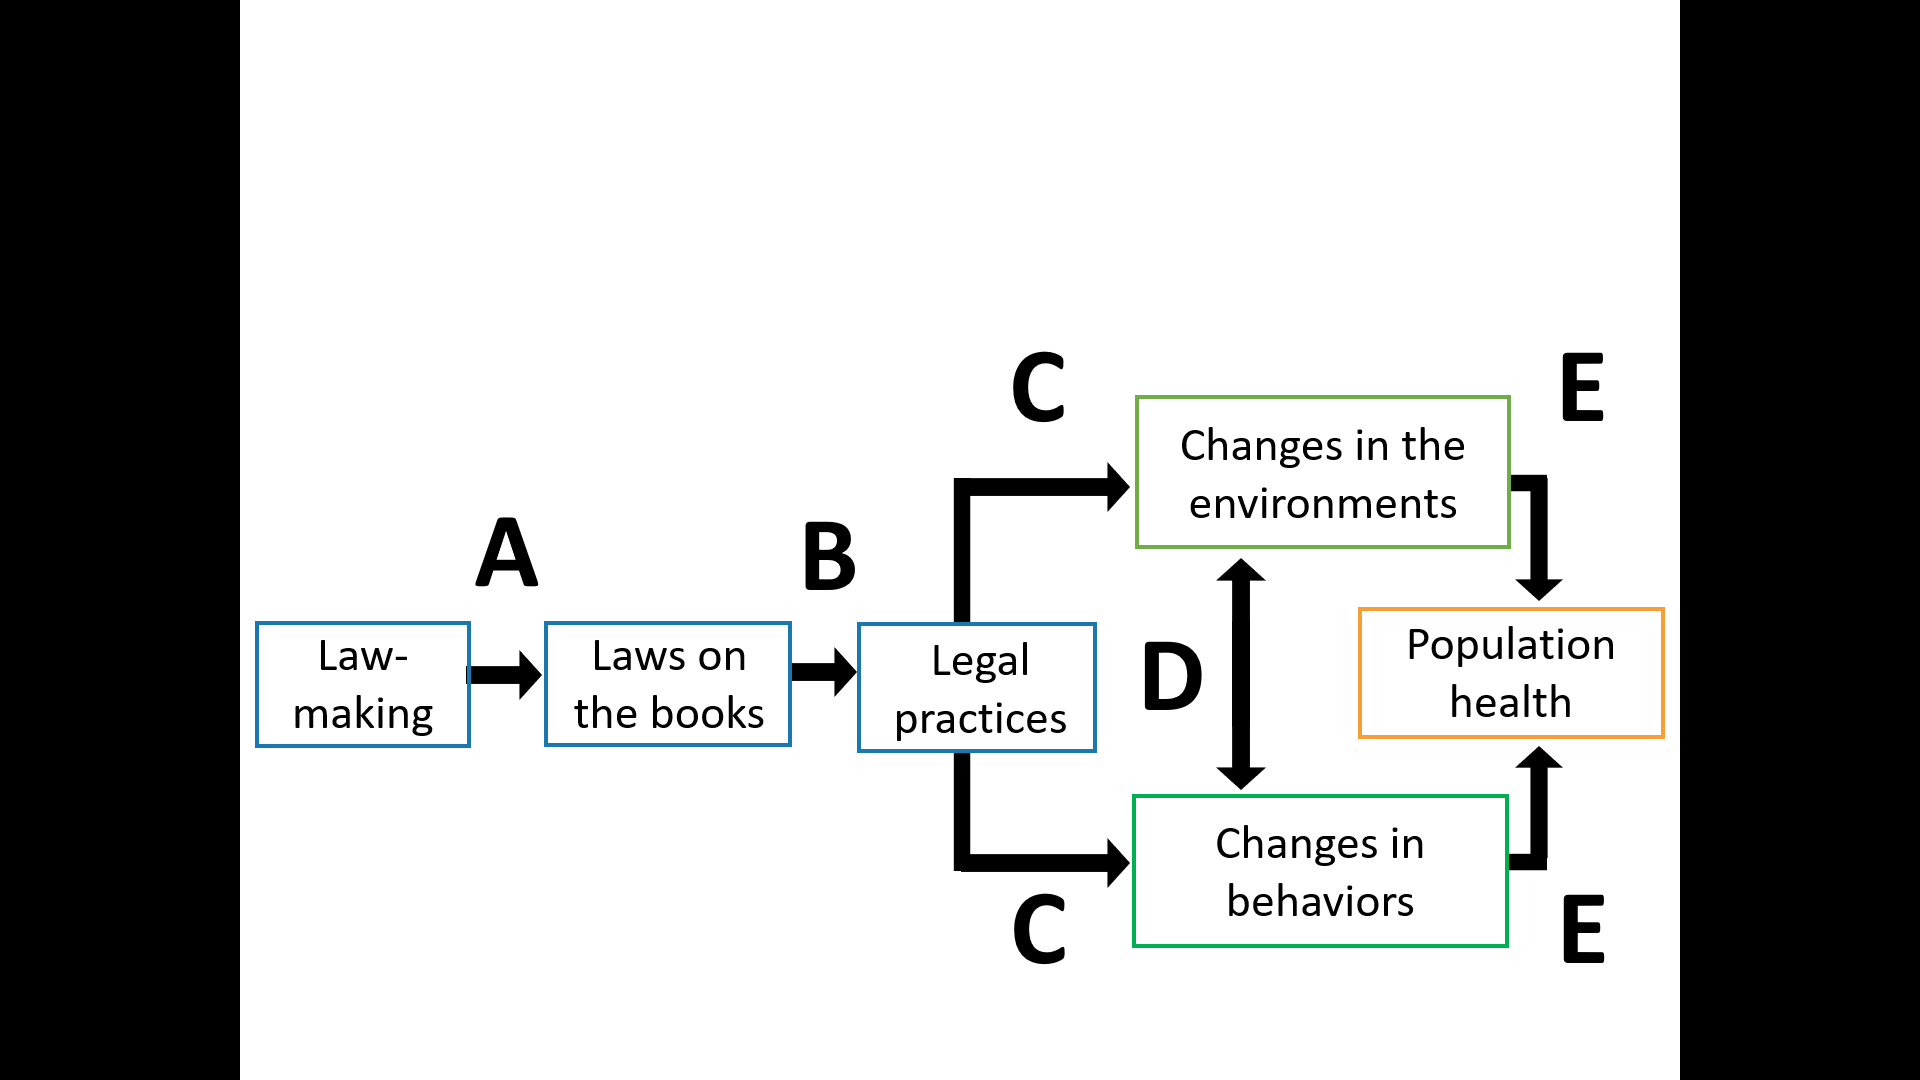 C
E
Changes in the
environments
A
B
Law-
making
Laws on
the books
Legal
practices
D
Population
health
Changes in
behaviors
C
E